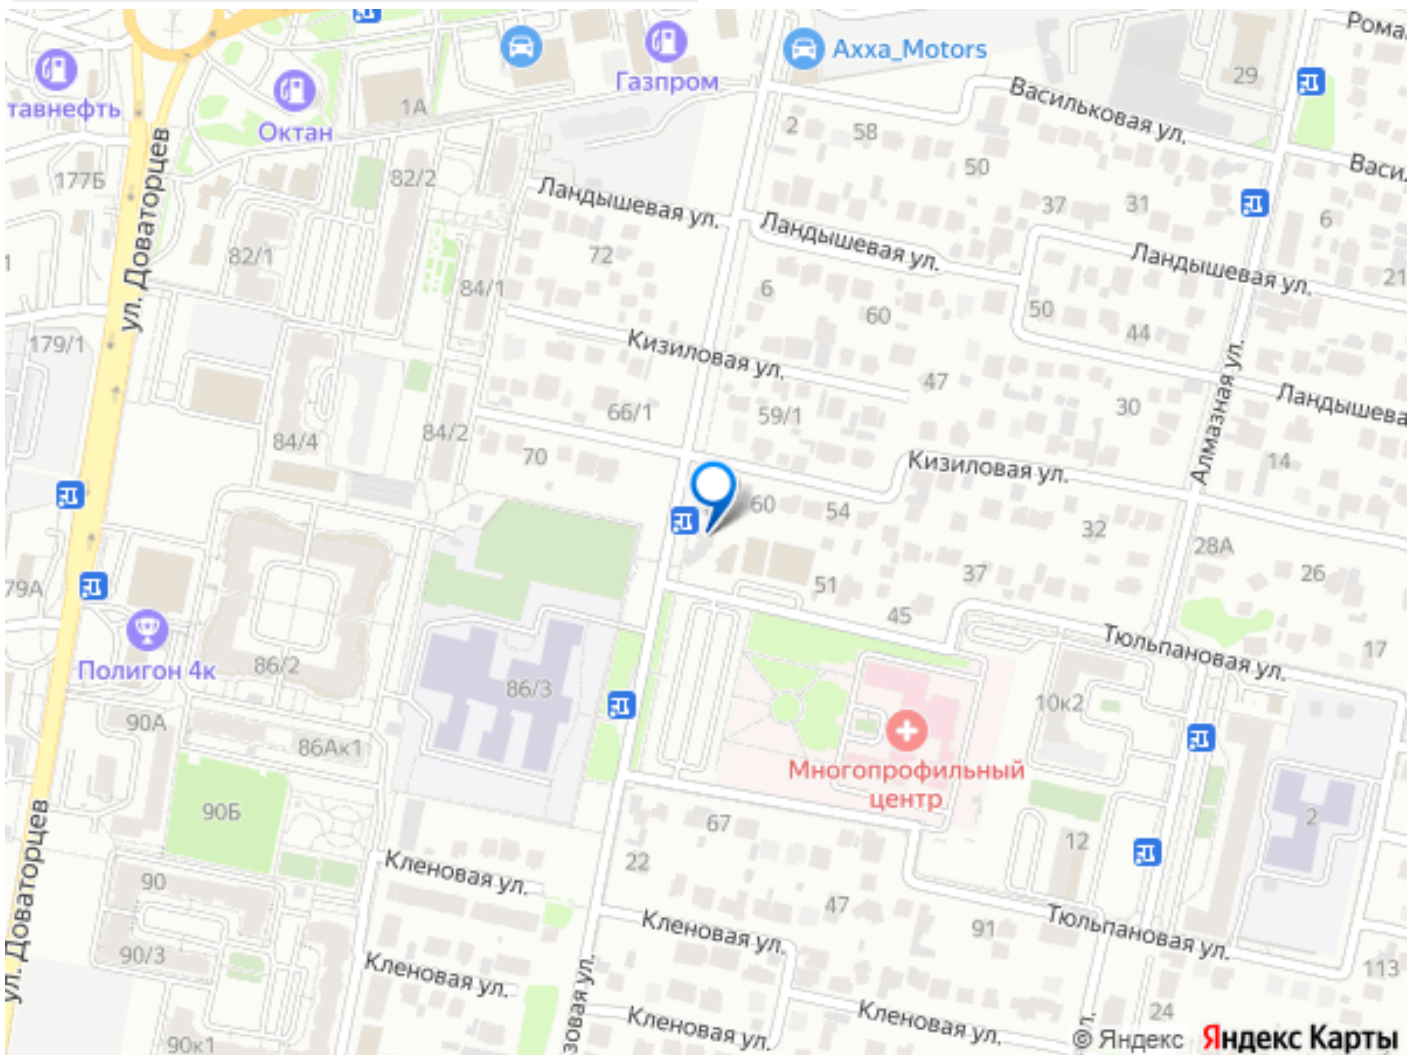 Рома
29
Axxa_Motors
Газпром
тавнефть
Октан
1А
Васильковая ул.
Васи
177Б
82/2
2
58
50
37
31
6
Ландышевая ул.
Ландышевая ул.
Ландышевая ул.
21
ул. Доваторцев
82/1
72
84/1
6
60
50
44
179/1
Кизиловая ул.
47
Алмазная ул.
Ландышева
66/1
59/1
30
84/4
84/2
70
Кизиловая ул.
14
60
54
32
28А
79А
51
37
26
45
Тюльпановая ул.
17
Полигон 4к
86/2
86/3
10к2
90А
86Ак1
Многопрофильный
центр
90Б
67
12
2
ул. Доваторцев
Кленовая ул.
22
90
47
91
Тюльпановая ул.
Кленовая ул.
90/3
Кленовая ул.
113
зовая ул.
24
90к1
Кленовая ул.
Кленовая ул.
л.
© Яндекс Яндекс Карты